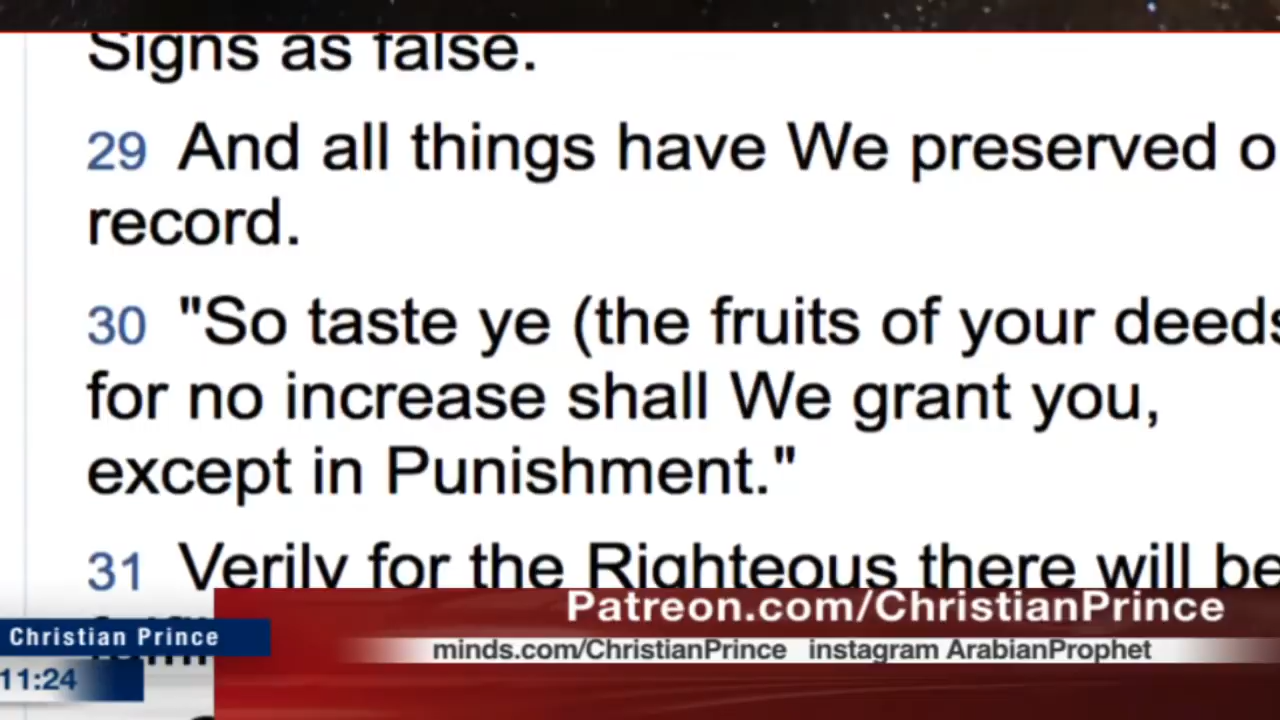 Signs as false.
29 And all things have We preserved o
record.
30 "So taste ye (the fruits of your deeds
for no increase shall We grant you,
except in Punishment."
31 Verily for the Righteous there will be
Patreon.com/ChristianPrince
Christian Prince
minds.com/ChristianPrince instagram ArabianProphet
11:24